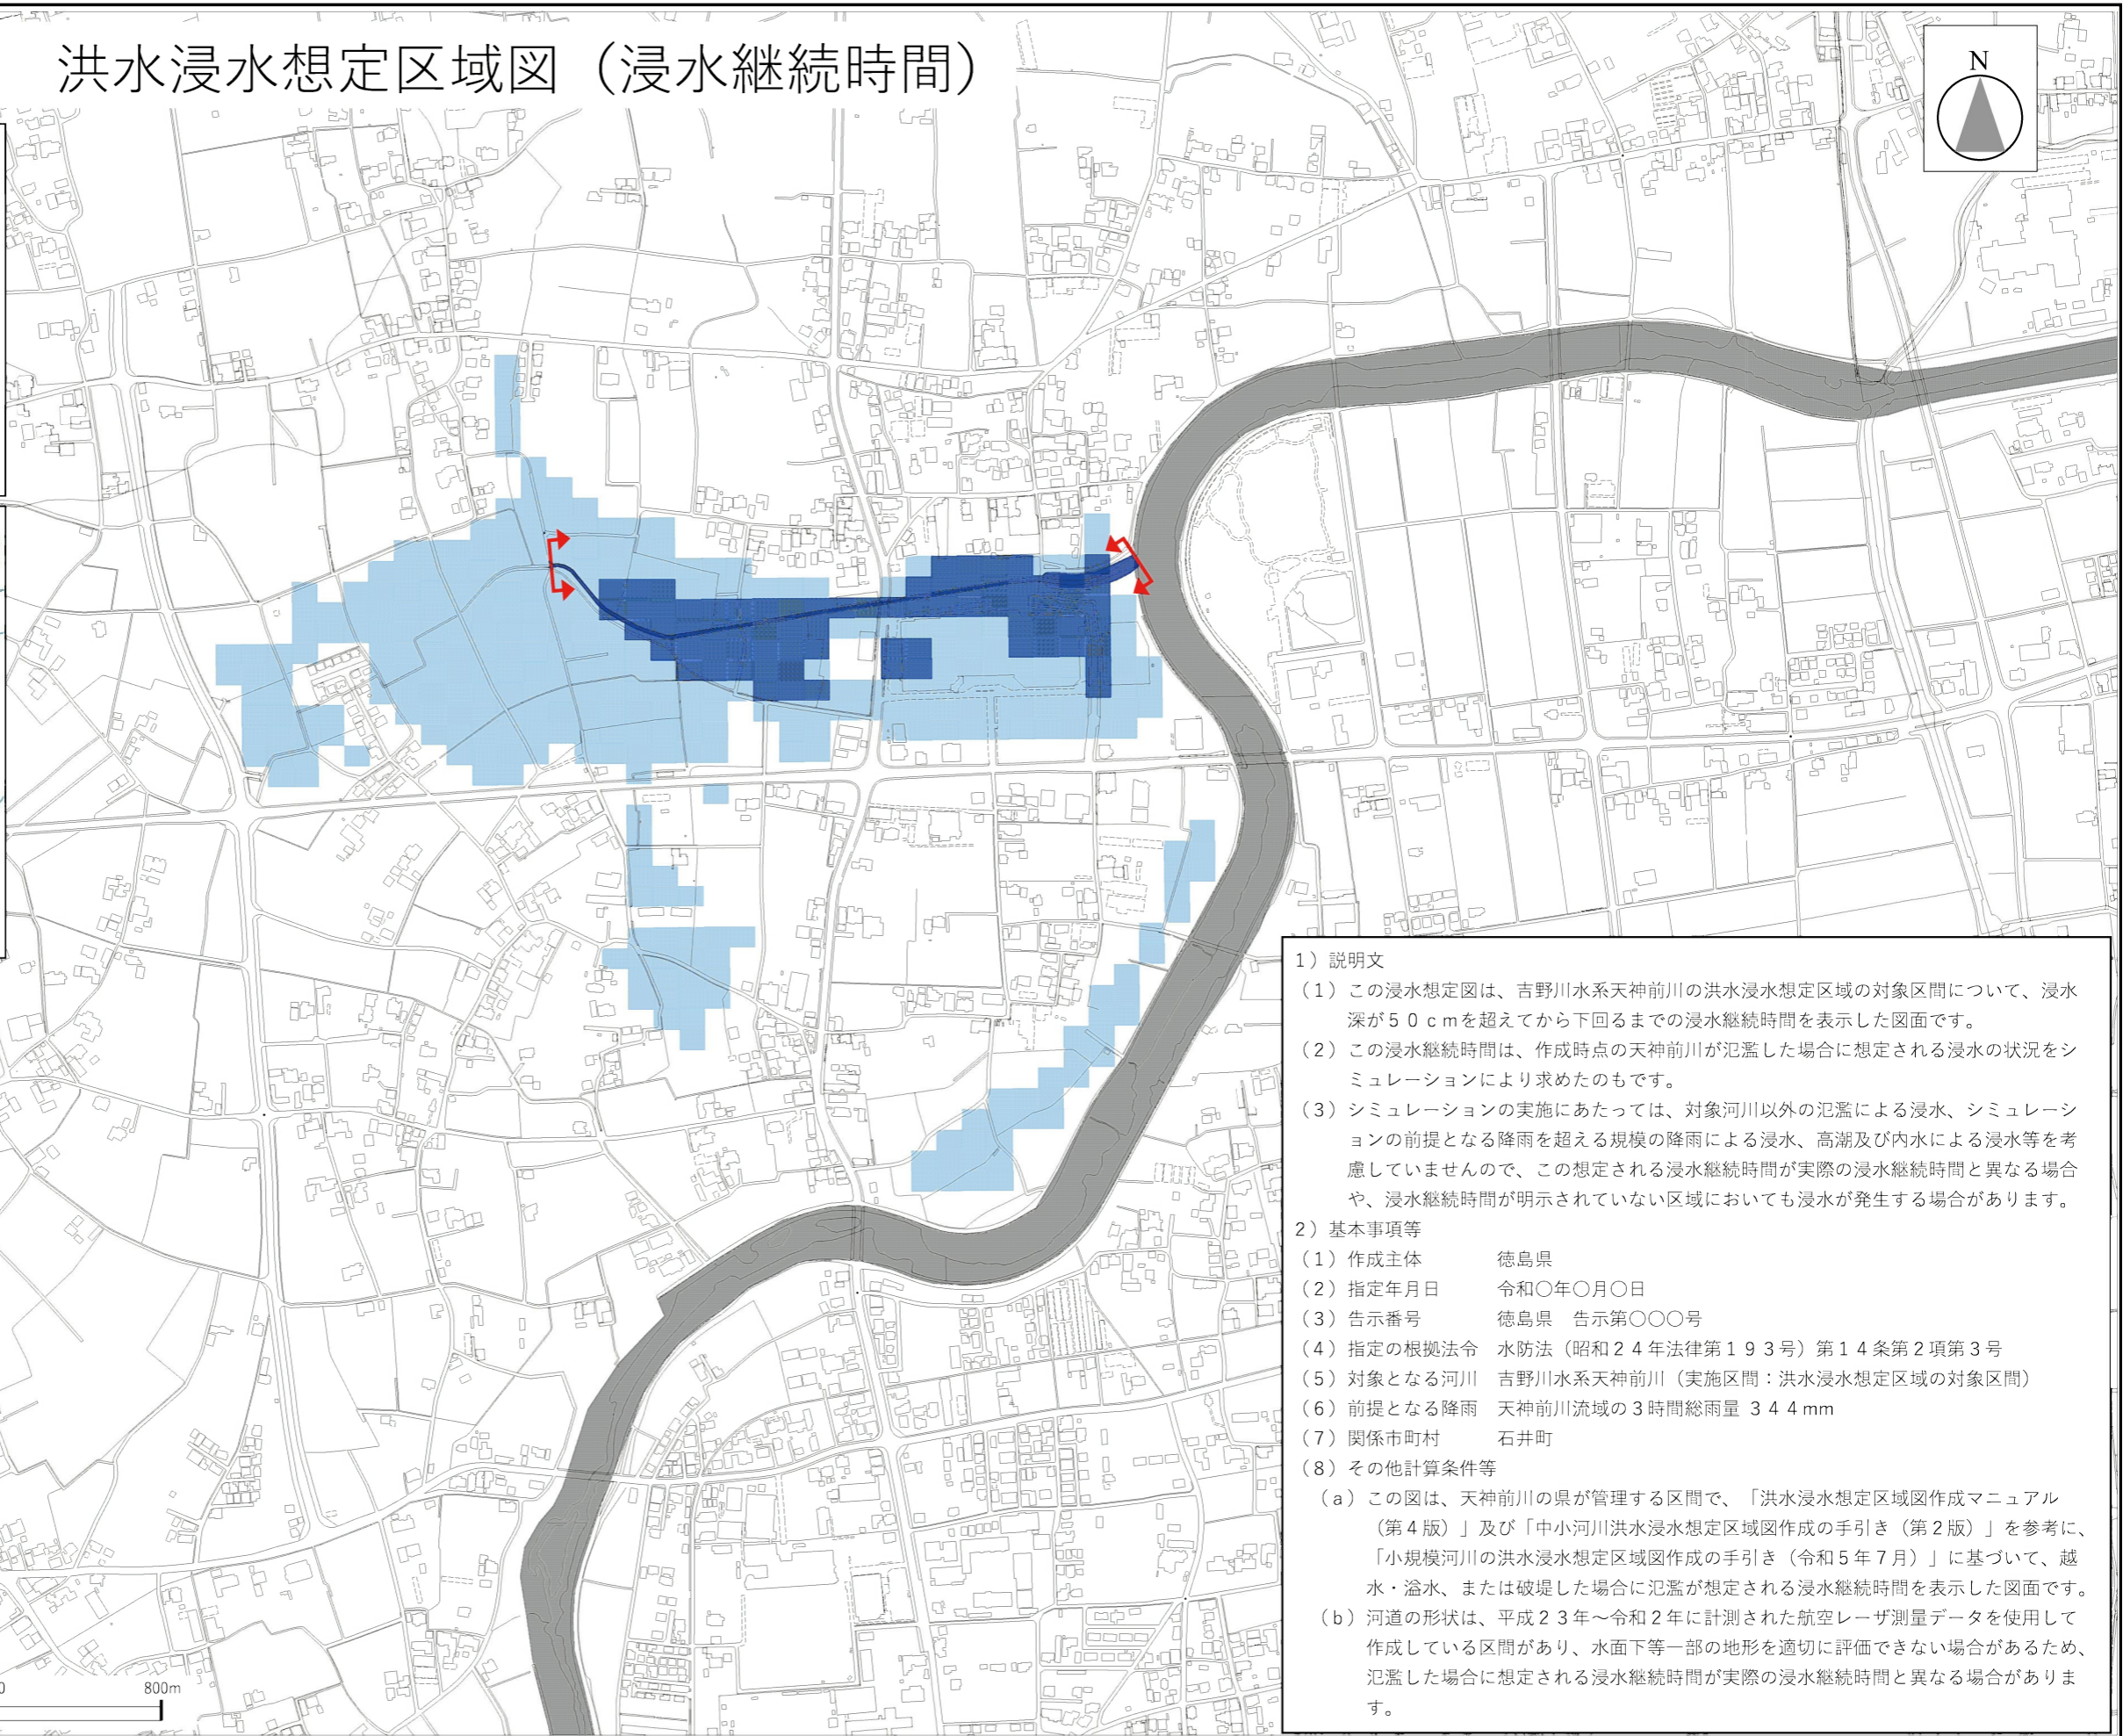 洪水浸水想定区域図（浸水継続時間）
N
1）説明文
（1）この浸水想定図は、吉野川水系天神前川の洪水浸水想定区域の対象区間について、浸水
深が５０ｃｍを超えてから下回るまでの浸水継続時間を表示した図面です。
（2）この浸水継続時間は、作成時点の天神前川が氾濫した場合に想定される浸水の状況をシ
ミュレーションにより求めたのもです。
（3）シミュレーションの実施にあたっては、対象河川以外の氾濫による浸水、シミュレーシ
ョンの前提となる降雨を超える規模の降雨による浸水、高潮及び内水による浸水等を考
慮していませんので、この想定される浸水継続時間が実際の浸水継続時間と異なる場合
や、浸水継続時間が明示されていない区域においても浸水が発生する場合があります。
2）基本事項等
（1）作成主体　徳島県
（2）指定年月日　令和○年○月○日
（3）告示番号　徳島県　告示第○○○号
（4）指定の根拠法令　水防法（昭和２４年法律第１９３号）第１４条第２項第３号
（5）対象となる河川　吉野川水系天神前川（実施区間：洪水浸水想定区域の対象区間）
（6）前提となる降雨　天神前川流域の３時間総雨量 ３４４mm
（7）関係市町村　石井町
（8）その他計算条件等
（a）この図は、天神前川の県が管理する区間で、「洪水浸水想定区域図作成マニュアル
（第４版）」及び「中小河川洪水浸水想定区域図作成の手引き（第２版）」を参考に、
「小規模河川の洪水浸水想定区域図作成の手引き（令和５年７月）」に基づいて、越
水・溢水、または破堤した場合に氾濫が想定される浸水継続時間を表示した図面です。
（b）河道の形状は、平成２３年～令和２年に計測された航空レーザ測量データを使用して
作成している区間があり、水面下等一部の地形を適切に評価できない場合があるため、
氾濫した場合に想定される浸水継続時間が実際の浸水継続時間と異なる場合がありま
す。
0 800m